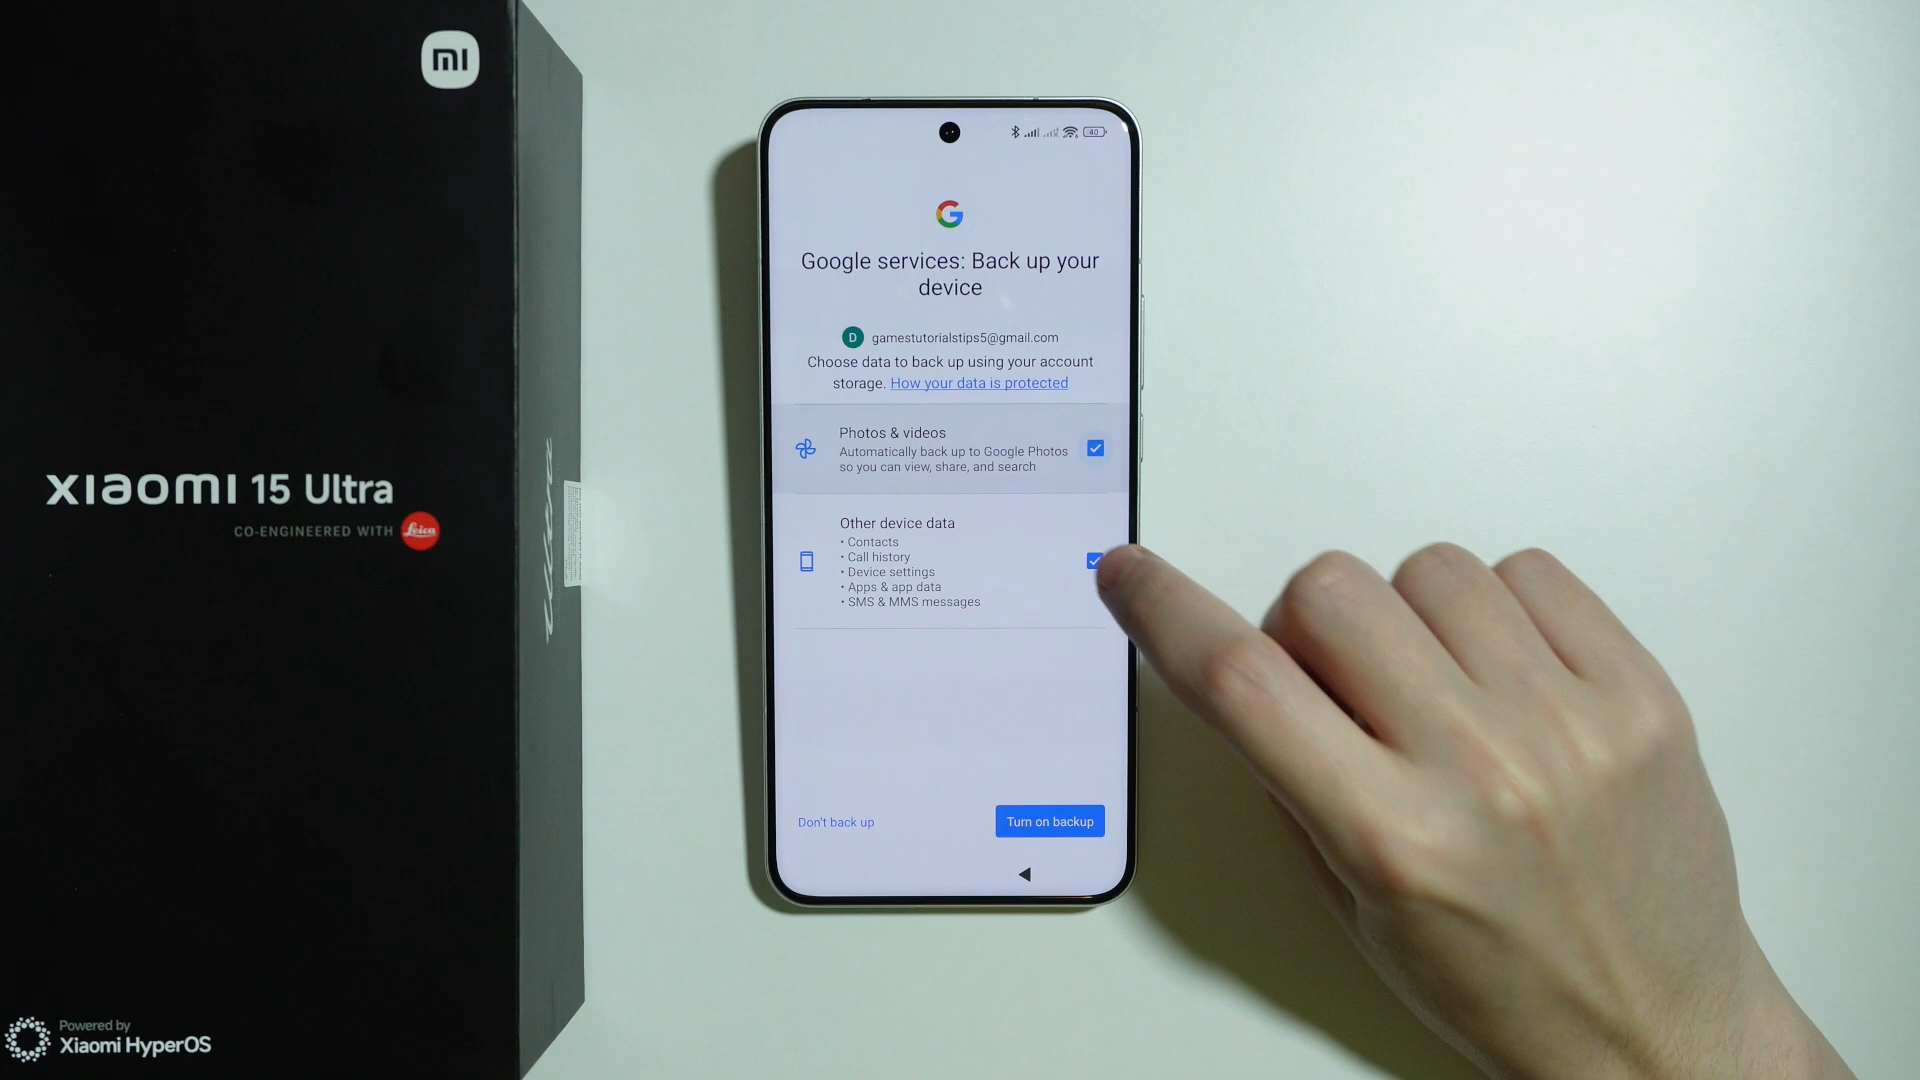 mi
xiaomi 15 Ultra
CO-ENGINEERED WITH Leica
Powered by
Xiaomi HyperOS
Ultra
40
G
Google services: Back up your
device
D gamestutorialstips5@gmail.com
Choose data to back up using your account
storage. How your data is protected
Photos & videos
Automatically back up to Google Photos
so you can view, share, and search
Other device data
• Contacts
• Call history
• Device settings
• Apps & app data
• SMS & MMS messages
Don't back up
Turn on backup